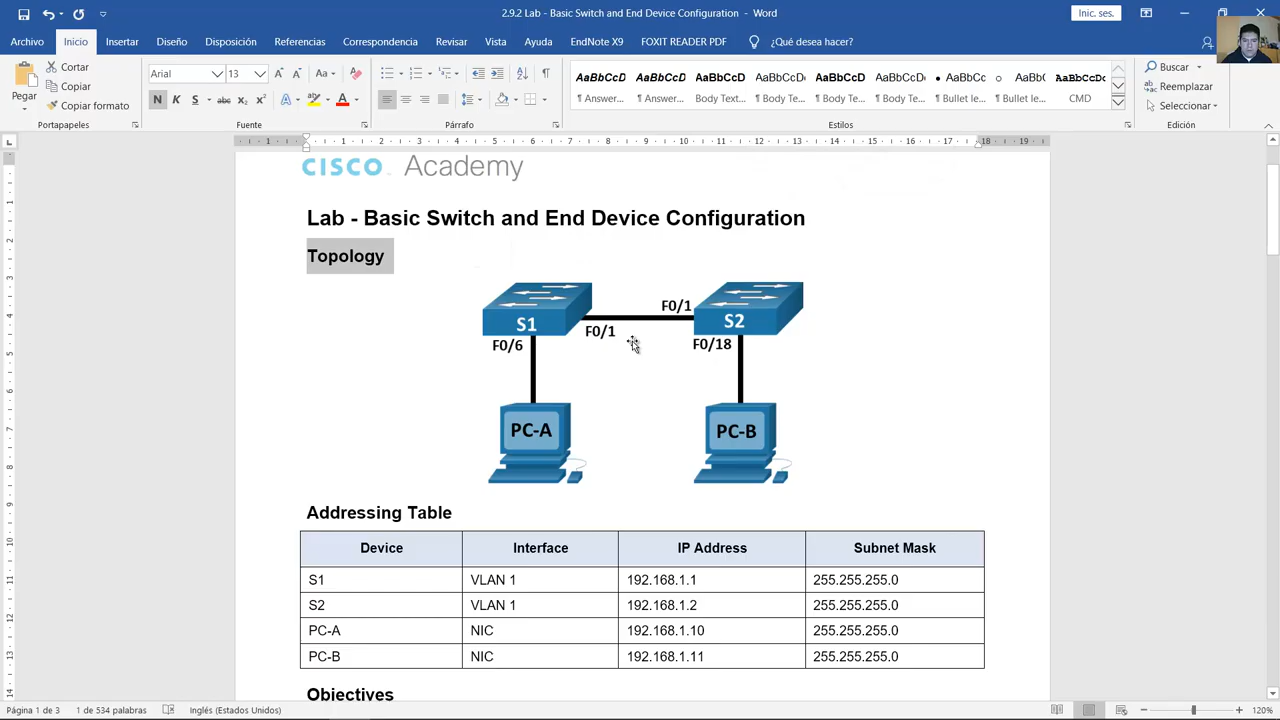 2.9.2 Lab - Basic Switch and End Device Configuration - Word
Inic. ses.
Archivo Inicio Insertar Diseño Disposición Referencias Correspondencia Revisar Vista Ayuda EndNote X9 FOXIT READER PDF ¿Qué desea hacer?
Pegar
Cortar
Copiar
Copiar formato
Portapapeles
Arial 13
N K S abc x₂ x²
Fuente
Párrafo
AaBbCcD AaBbCcD AaBbCcD AaBbCcD AaBbCcD AaBbCcD AaBbCc AaBbC AaBbCcDc
¶ Answer... ¶ Answer... Body Text... ¶ Body Te... ¶ Body Te... ¶ Body Te... ¶ Bullet le... ¶ Bullet le... CMD
Estilos
Buscar
Reemplazar
Seleccionar
Edición
CISCO Academy
Lab - Basic Switch and End Device Configuration
Topology
S1
F0/1
F0/1
S2
F0/6
F0/18
PC-A
PC-B
Addressing Table
Device Interface IP Address Subnet Mask
S1 VLAN 1 192.168.1.1 255.255.255.0
S2 VLAN 1 192.168.1.2 255.255.255.0
PC-A NIC 192.168.1.10 255.255.255.0
PC-B NIC 192.168.1.11 255.255.255.0
Objectives
Página 1 de 3 1 de 534 palabras Inglés (Estados Unidos) 120%